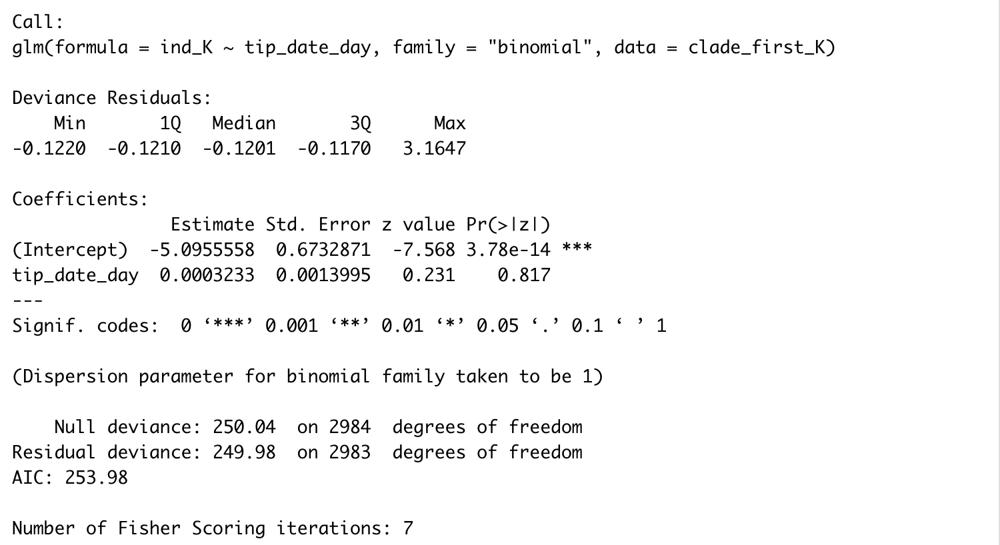 Call:
glm(formula = ind_K ~ tip_date_day, family = "binomial", data = clade_first_K)
Deviance Residuals:
    Min       1Q   Median       3Q      Max
-0.1220  -0.1210  -0.1201  -0.1170   3.1647
Coefficients:
               Estimate Std. Error z value Pr(>|z|)
(Intercept)  -5.0955558  0.6732871  -7.568 3.78e-14 ***
tip_date_day  0.0003233  0.0013995   0.231    0.817
---
Signif. codes:  0 ‘***’ 0.001 ‘**’ 0.01 ‘*’ 0.05 ‘.’ 0.1 ‘ ’ 1
(Dispersion parameter for binomial family taken to be 1)
    Null deviance: 250.04  on 2984  degrees of freedom
Residual deviance: 249.98  on 2983  degrees of freedom
AIC: 253.98
Number of Fisher Scoring iterations: 7